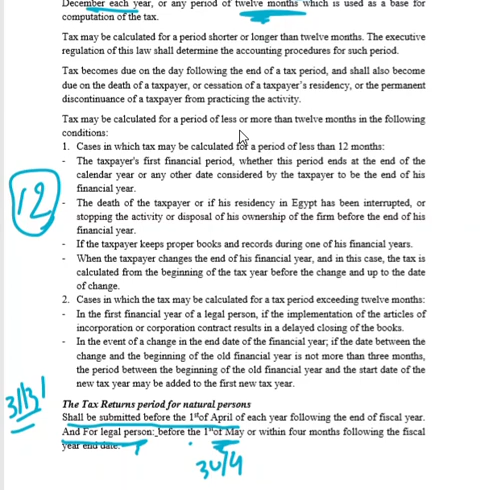 December each year, or any period of twelve months which is used as a base for
computation of the tax.
Tax may be calculated for a period shorter or longer than twelve months. The executive
regulation of this law shall determine the accounting procedures for such period.
Tax becomes due on the day following the end of a tax period, and shall also become
due on the death of a taxpayer, or cessation of a taxpayer's residency, or the permanent
discontinuance of a taxpayer from practicing the activity.
Tax may be calculated for a period of less or more than twelve months in the following
conditions:
1. Cases in which tax may be calculated for a period of less than 12 months:
- The taxpayer's first financial period, whether this period ends at the end of the
calendar year or any other date considered by the taxpayer to be the end of his
financial year.
12
- The death of the taxpayer or if his residency in Egypt has been interrupted, or
stopping the activity or disposal of his ownership of the firm before the end of his
financial year.
- If the taxpayer keeps proper books and records during one of his financial years.
- When the taxpayer changes the end of his financial year, and in this case, the tax is
calculated from the beginning of the tax year before the change and up to the date
of change.
2. Cases in which the tax may be calculated for a tax period exceeding twelve months:
- In the first financial year of a legal person, if the implementation of the articles of
incorporation or corporation contract results in a delayed closing of the books.
- In the event of a change in the end date of the financial year; if the date between the
change and the beginning of the old financial year is not more than three months,
the period between the beginning of the old financial year and the start date of the
new tax year may be added to the first new tax year.
The Tax Returns period for natural persons
Shall be submitted before the 1st of April of each year following the end of fiscal year.
And For legal person: before the 1st of May or within four months following the fiscal
year end date.
30/4